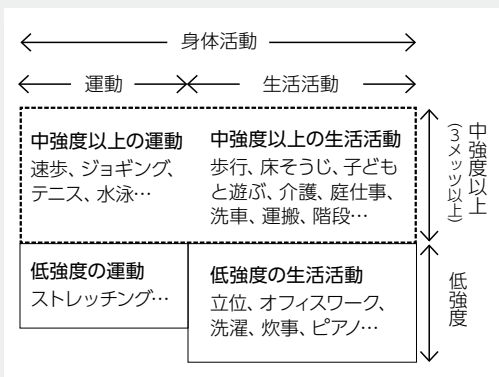 身体活動
運動
生活活動
中強度以上の運動
速歩、ジョギング、
テニス、水泳…
中強度以上の生活活動
歩行、床そうじ、子ども
と遊ぶ、介護、庭仕事、
洗車、運搬、階段…
中強度以上
(3メッツ以上)
低強度の運動
ストレッチング…
低強度の生活活動
立位、オフィスワーク、
洗濯、炊事、ピアノ…
低強度